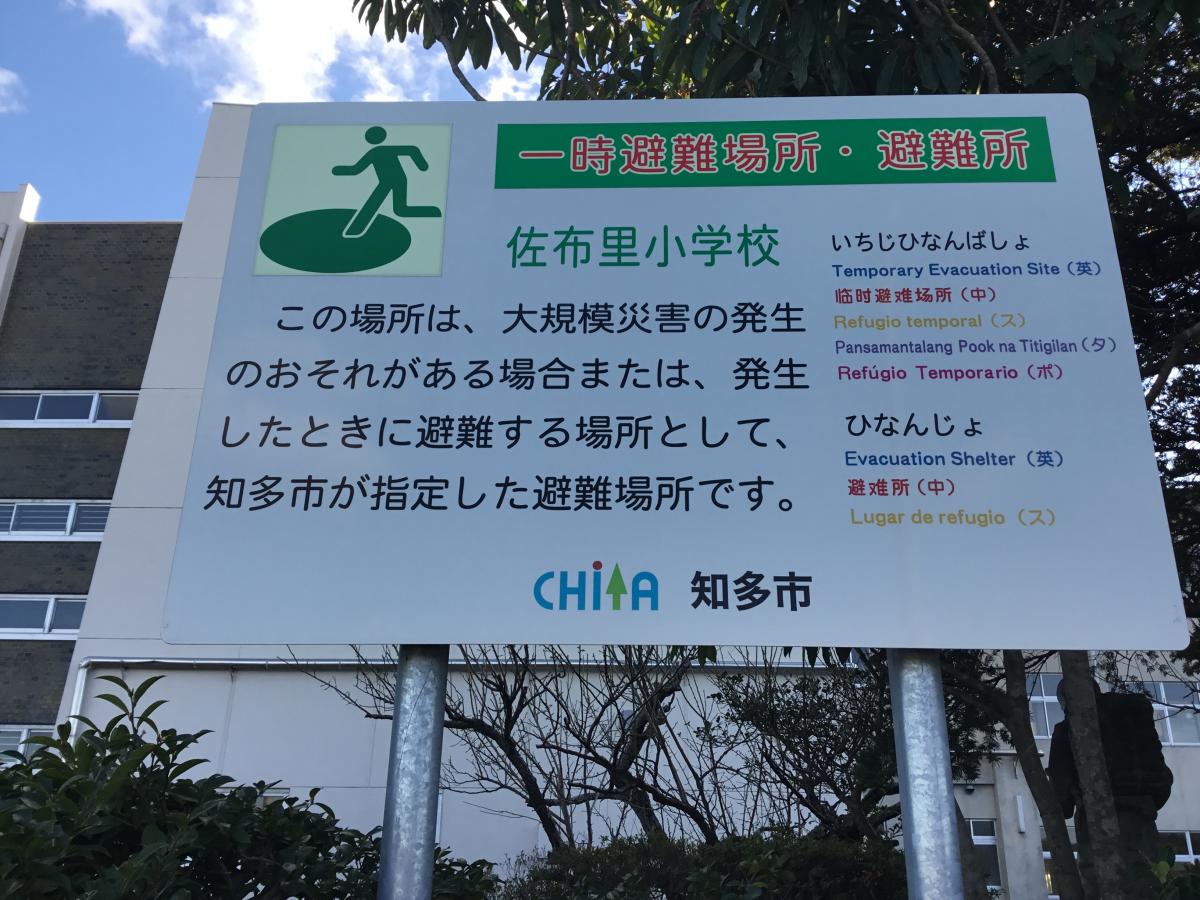 一時避難場所・避難所
佐布里小学校
この場所は、大規模災害の発生
のおそれがある場合または、発生
したときに避難する場所として、
知多市が指定した避難場所です。
いちじひなんばしょ
Temporary Evacuation Site（英）
临时避难场所（中）
Refugio temporal（ス）
Pansamantalang Pook na Titigilan（タ）
Refúgio Temporario（ポ）
ひなんじょ
Evacuation Shelter（英）
避难所（中）
Lugar de refugio（ス）
CHITA 知多市